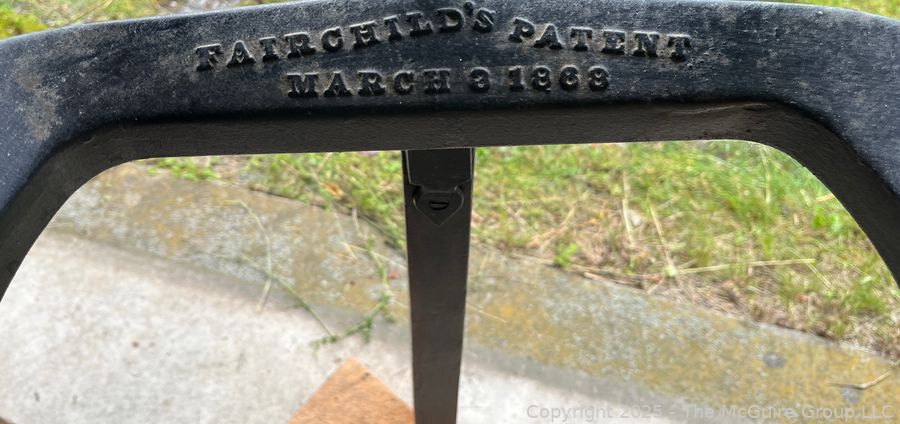 FAIRCHILD'S PATENT
MARCH 3 1868
D
Copyright 2025 - The McGuire Group LLC